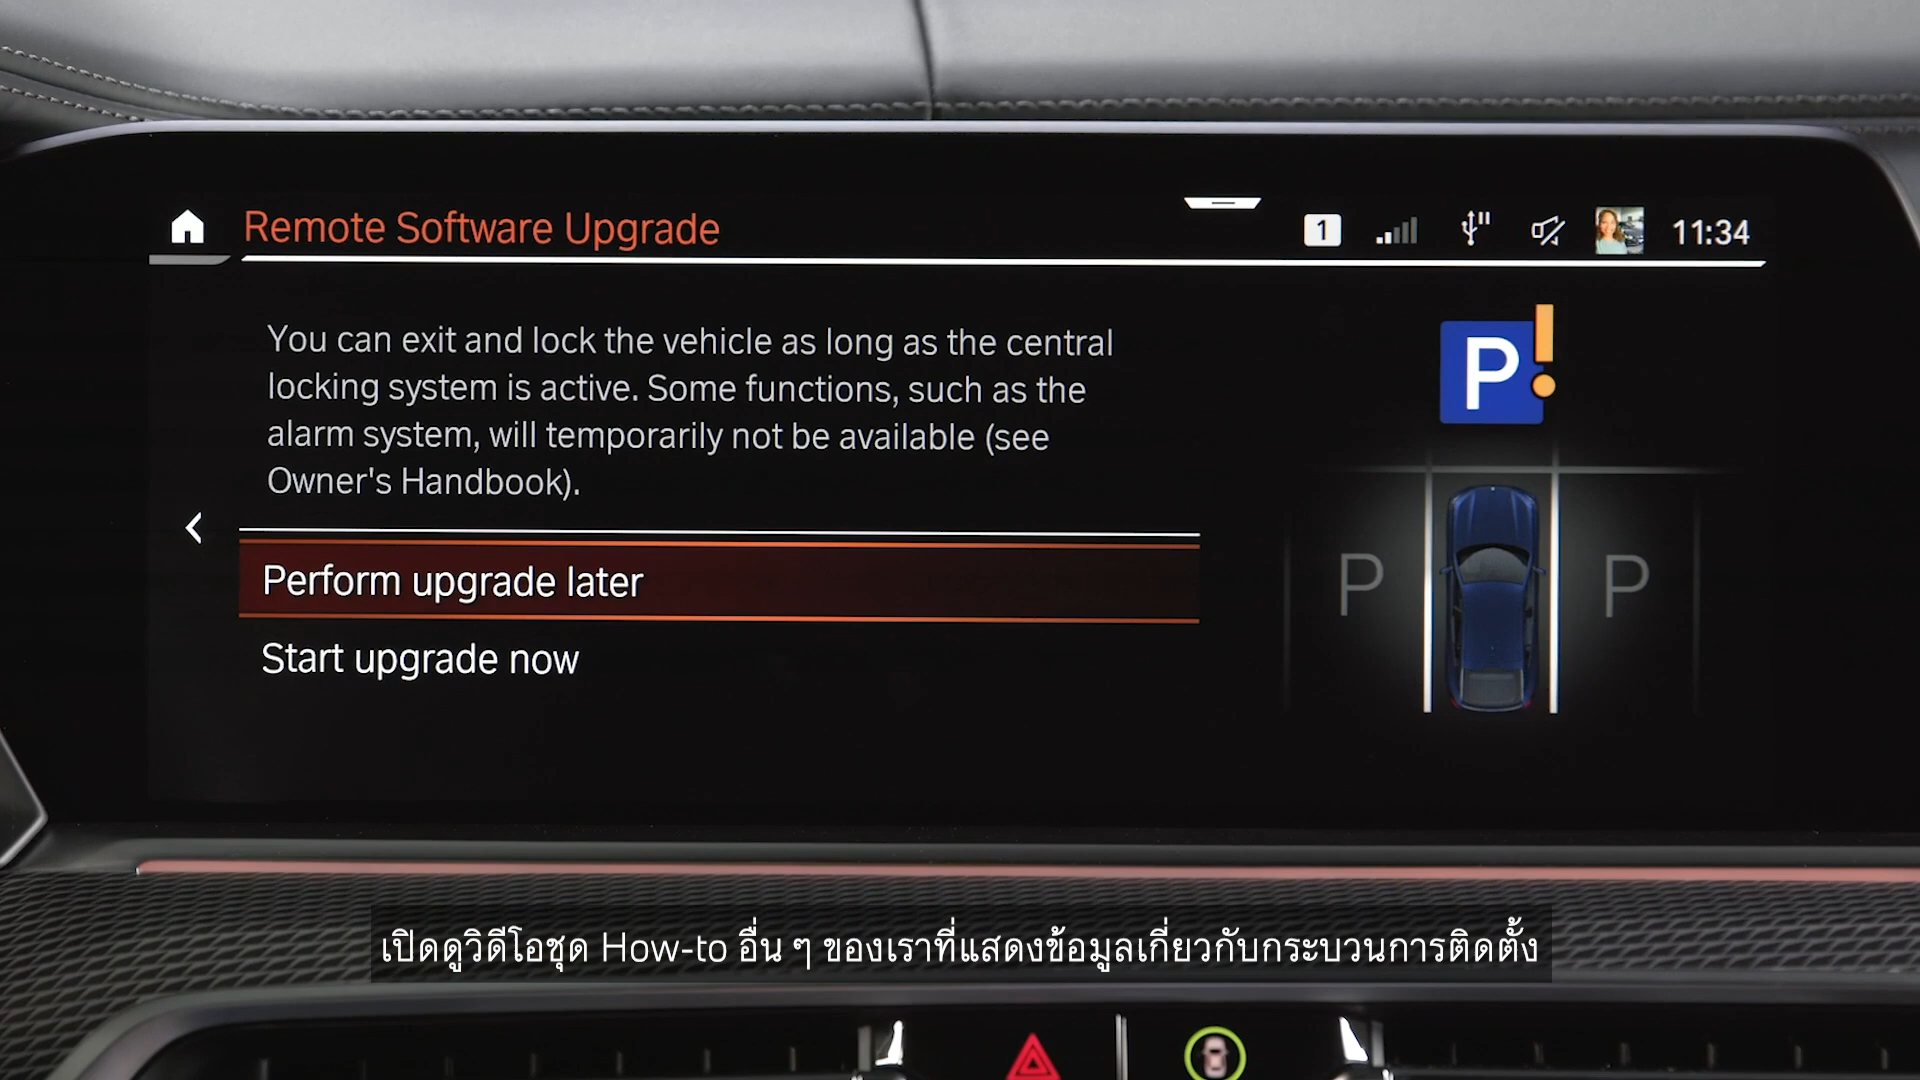 Remote Software Upgrade
1
11:34
You can exit and lock the vehicle as long as the central
locking system is active. Some functions, such as the
alarm system, will temporarily not be available (see
Owner's Handbook).
P
Perform upgrade later
P
P
Start upgrade now
เปิดดูวิดีโอชุด How-to อื่น ๆ ของเราที่แสดงข้อมูลเกี่ยวกับกระบวนการติดตั้ง